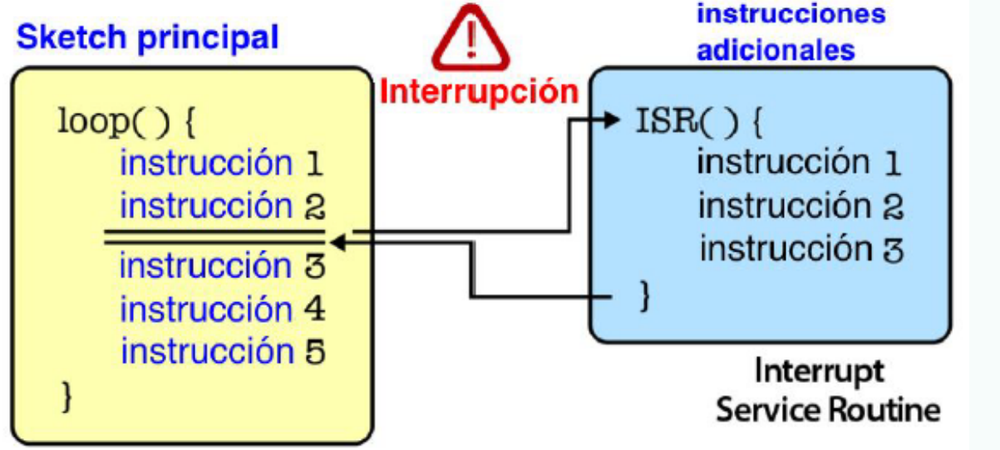 Sketch principal
loop( ) {
instrucción 1
instrucción 2
instrucción 3
instrucción 4
instrucción 5
}
!
Interrupción
instrucciones
adicionales
ISR( ) {
instrucción 1
instrucción 2
instrucción 3
}
Interrupt
Service Routine